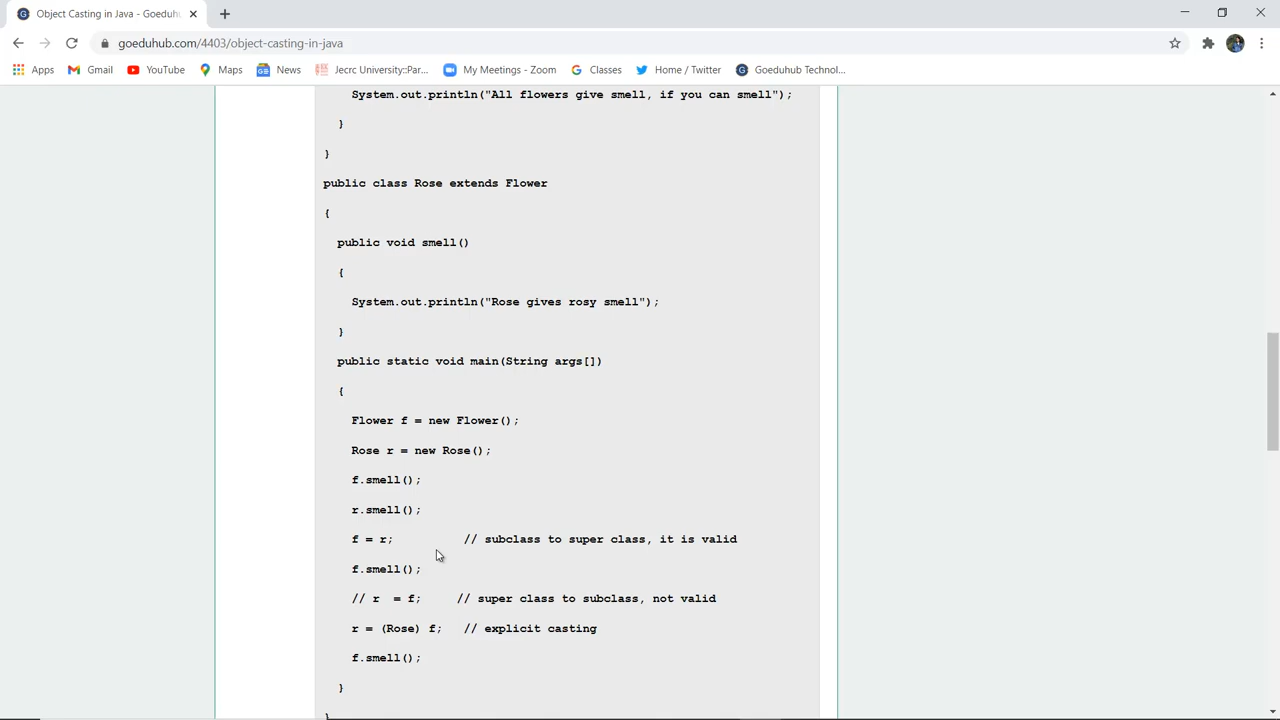 Object Casting in Java - Goeduh
goeduhub.com/4403/object-casting-in-java
Apps Gmail YouTube Maps News Jecrc University::Par... My Meetings - Zoom Classes Home / Twitter Goeduhub Technol...
System.out.println("All flowers give smell, if you can smell");
}
}
public class Rose extends Flower
{
public void smell()
{
System.out.println("Rose gives rosy smell");
}
public static void main(String args[])
{
Flower f = new Flower();
Rose r = new Rose();
f.smell();
r.smell();
f = r; // subclass to super class, it is valid
f.smell();
// r = f; // super class to subclass, not valid
r = (Rose) f; // explicit casting
f.smell();
}